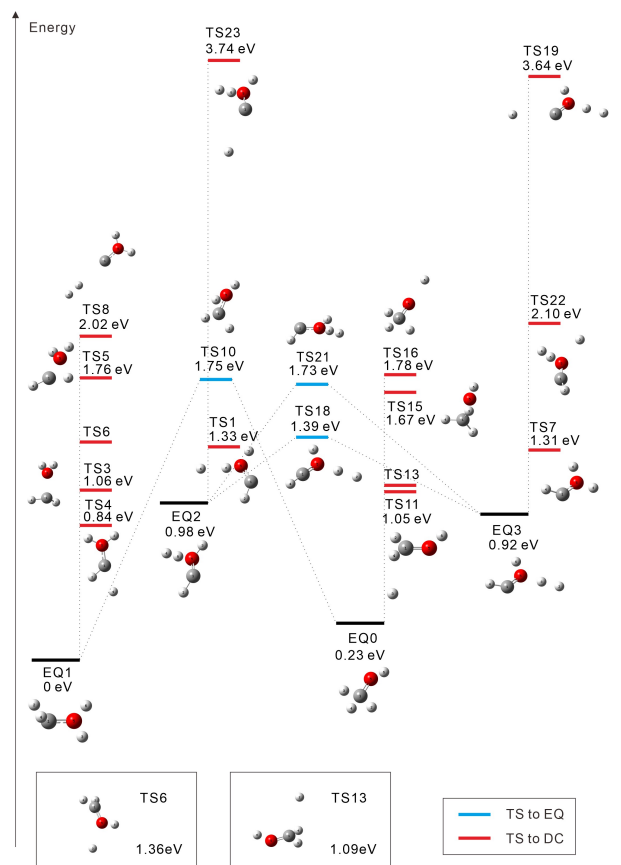 Energy
TS23
3.74 eV
TS19
3.64 eV
TS8
2.02 eV
TS5
1.76 eV
TS6
TS3
1.06 eV
TS4
0.84 eV
TS10
1.75 eV
TS1
1.33 eV
EQ2
0.98 eV
TS21
1.73 eV
TS18
1.39 eV
TS16
1.78 eV
TS15
1.67 eV
TS13
TS11
1.05 eV
TS22
2.10 eV
TS7
1.31 eV
EQ3
0.92 eV
EQ0
0.23 eV
EQ1
0 eV
TS6
1.36eV
TS13
1.09eV
TS to EQ
TS to DC